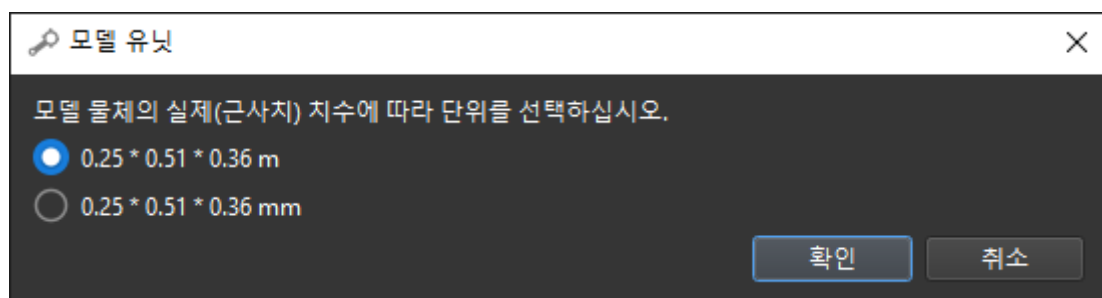 모델 유닛
모델 물체의 실제(근사치) 치수에 따라 단위를 선택하십시오.
0.25 * 0.51 * 0.36 m
0.25 * 0.51 * 0.36 mm
확인 취소